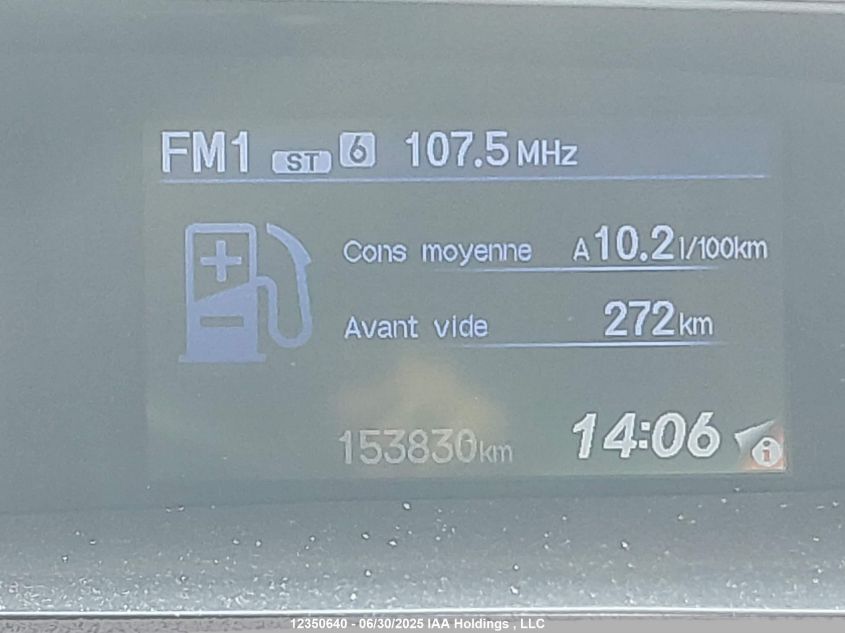 FM1 ST 6 107.5 MHz
Cons moyenne A 10.2 l/100km
Avant vide 272 km
153830 km 14:06 i
12350640 - 06/30/2025 IAA Holdings , LLC